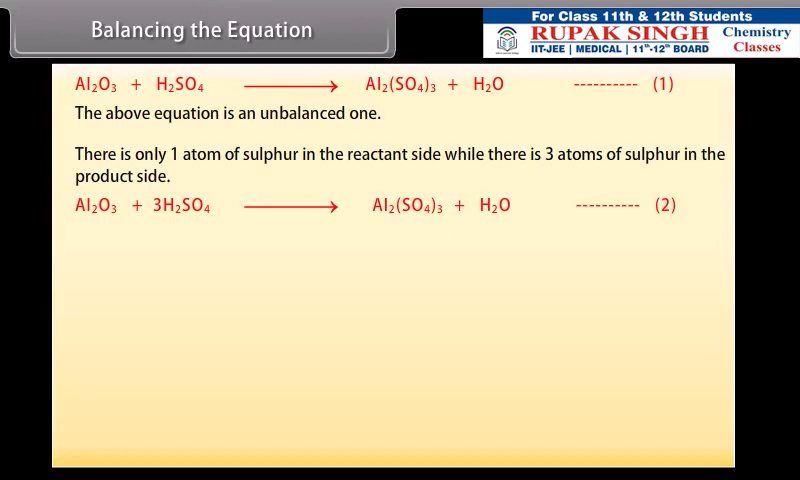 Balancing the Equation
For Class 11th & 12th Students
RUPAK SINGH
IIT-JEE | MEDICAL | 11ᵗʰ-12ᵗʰ BOARD
Chemistry
Classes
Al₂O₃ + H₂SO₄ ⟶ Al₂(SO₄)₃ + H₂O ---------- (1)
The above equation is an unbalanced one.
There is only 1 atom of sulphur in the reactant side while there is 3 atoms of sulphur in the
product side.
Al₂O₃ + 3H₂SO₄ ⟶ Al₂(SO₄)₃ + H₂O ---------- (2)